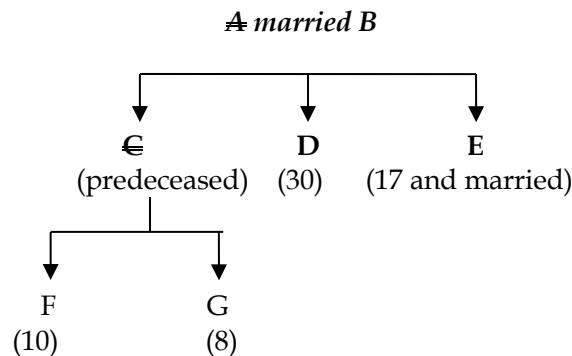 A married B
C D E
(predeceased) (30) (17 and married)
F G
(10) (8)